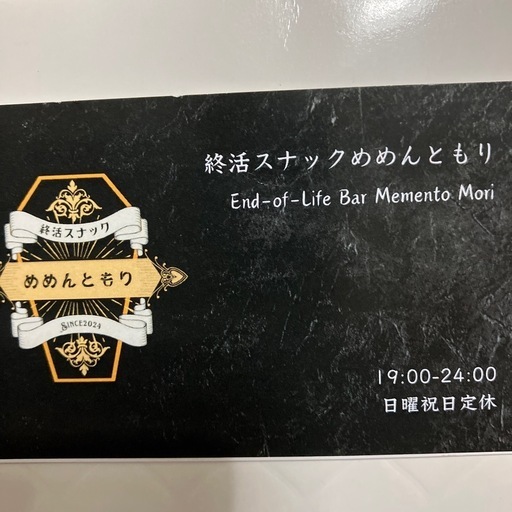 終活スナックめめんともり
End-of-Life Bar Memento Mori
終活スナック
めめんともり
SINCE2024
19:00-24:00
日曜祝日定休